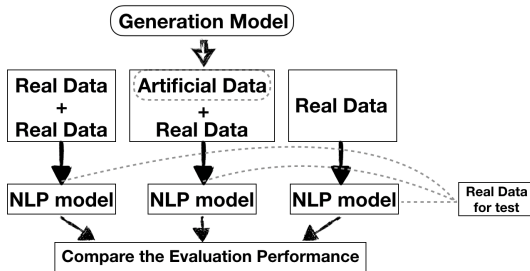 Generation Model
Real Data
+
Real Data
Artificial Data
+
Real Data
Real Data
NLP model
NLP model
NLP model
Real Data
for test
Compare the Evaluation Performance